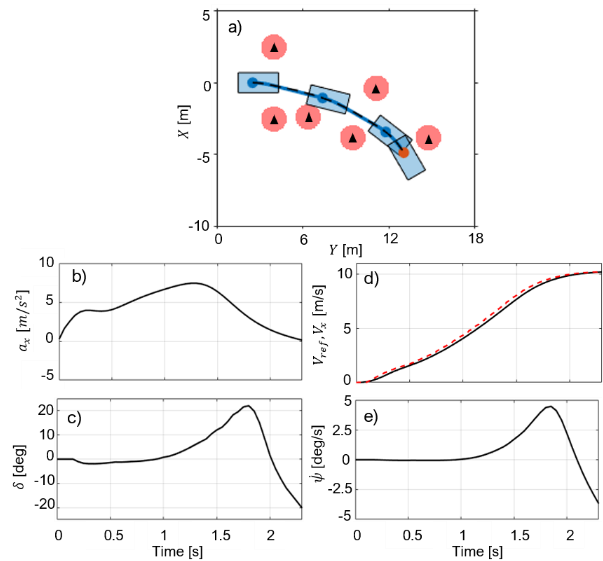 5
a)
0
X [m]
-5
-10
0 6 12 18
Y [m]
b)
10
5
0
-5
a_x [m/s²]
d)
10
5
0
V_ref, V_x [m/s]
c)
20
10
0
-10
-20
δ [deg]
e)
5
2.5
0
-2.5
-5
ψ̇ [deg/s]
0 0.5 1 1.5 2
Time [s]
0 0.5 1 1.5 2
Time [s]